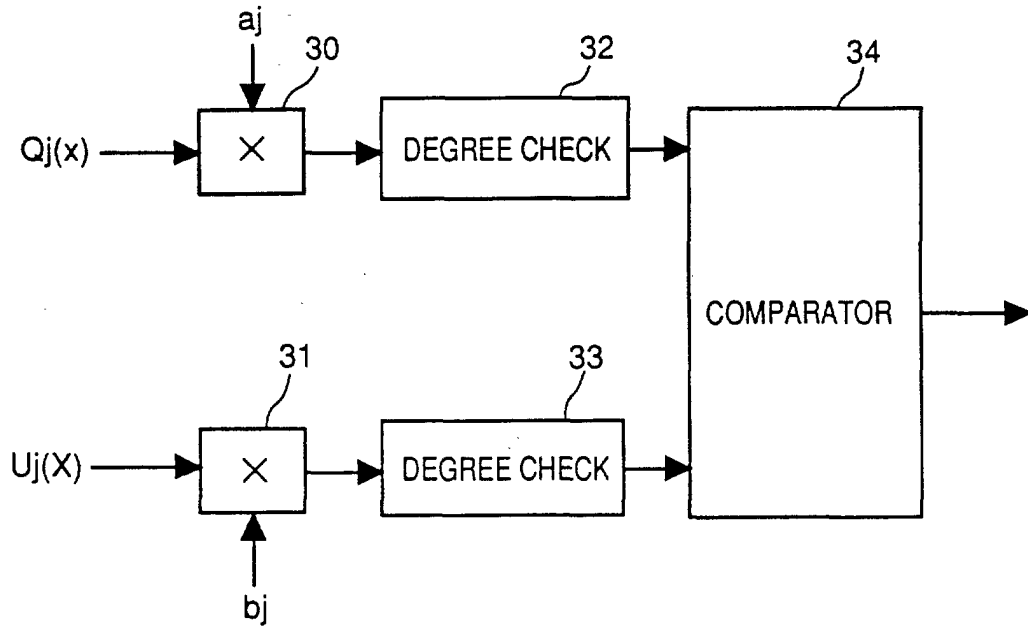 aj
30
32
34
Qj(x)
×
DEGREE CHECK
COMPARATOR
31
33
Uj(X)
×
DEGREE CHECK
bj